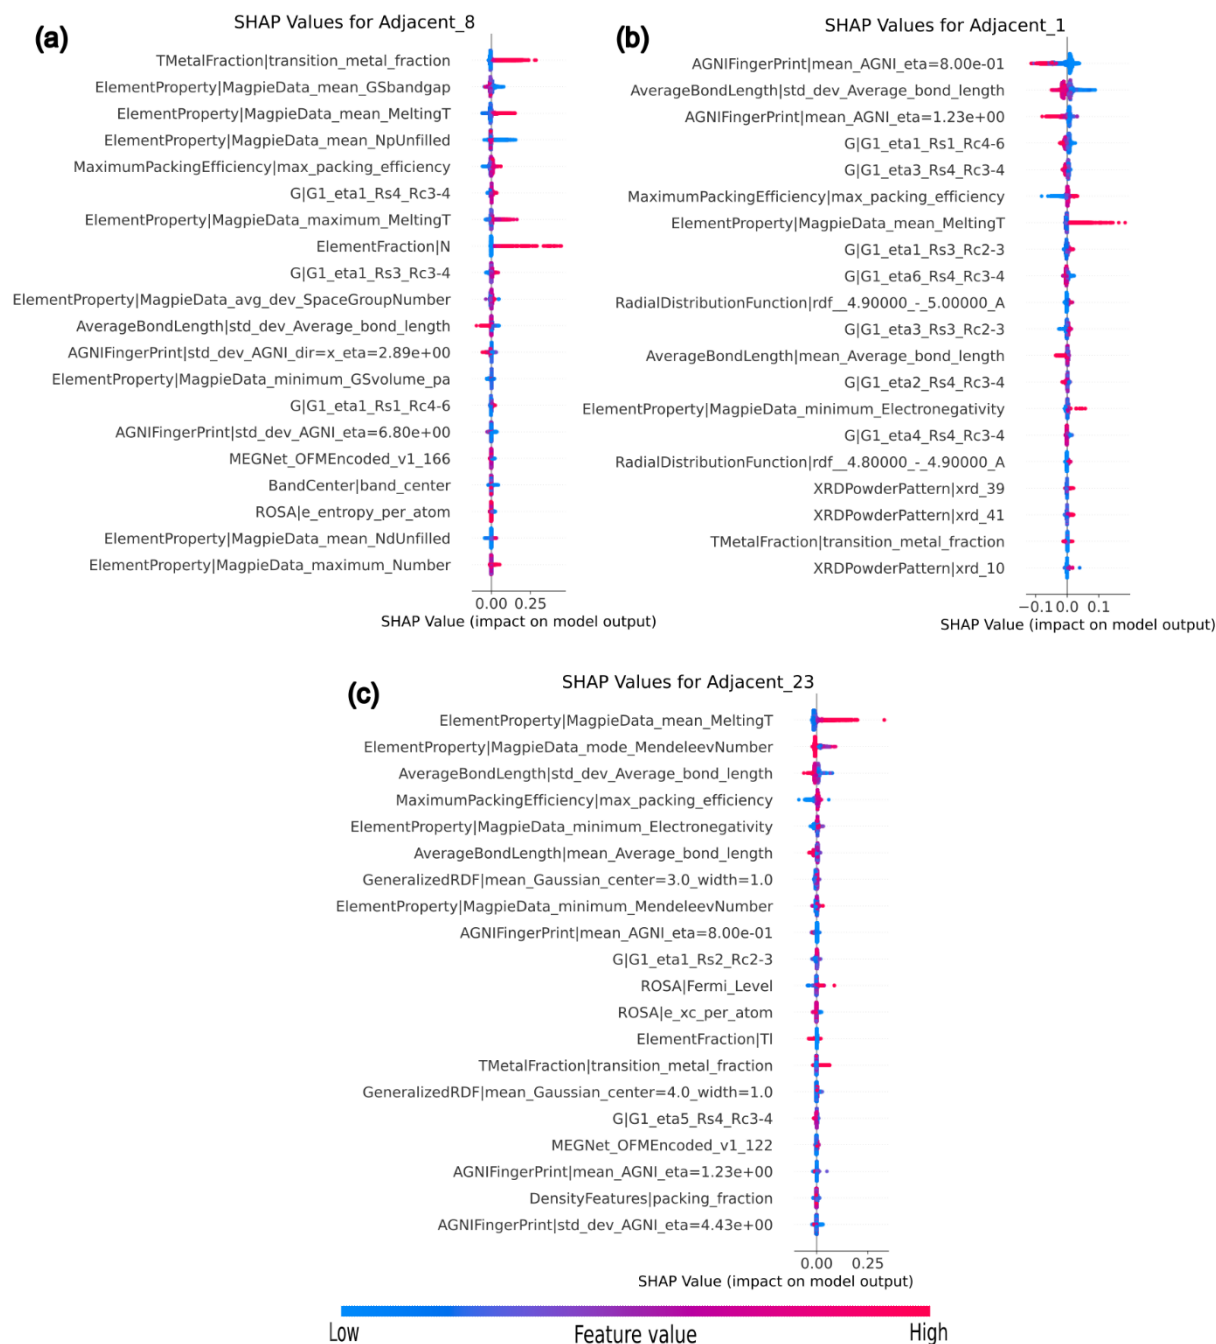 (a)
SHAP Values for Adjacent_8
TMetalFraction|transition_metal_fraction
ElementProperty|MagpieData_mean_GSbandgap
ElementProperty|MagpieData_mean_MeltingT
ElementProperty|MagpieData_mean_NpUnfilled
MaximumPackingEfficiency|max_packing_efficiency
G|G1_eta1_Rs4_Rc3-4
ElementProperty|MagpieData_maximum_MeltingT
ElementFraction|N
G|G1_eta1_Rs3_Rc3-4
ElementProperty|MagpieData_avg_dev_SpaceGroupNumber
AverageBondLength|std_dev_Average_bond_length
AGNIFingerPrint|std_dev_AGNI_dir=x_eta=2.89e+00
ElementProperty|MagpieData_minimum_GSvolume_pa
G|G1_eta1_Rs1_Rc4-6
AGNIFingerPrint|std_dev_AGNI_eta=6.80e+00
MEGNet_OFMEncoded_v1_166
BandCenter|band_center
ROSA|e_entropy_per_atom
ElementProperty|MagpieData_mean_NdUnfilled
ElementProperty|MagpieData_maximum_Number
0.00 0.25
SHAP Value (impact on model output)
(b)
SHAP Values for Adjacent_1
AGNIFingerPrint|mean_AGNI_eta=8.00e-01
AverageBondLength|std_dev_Average_bond_length
AGNIFingerPrint|mean_AGNI_eta=1.23e+00
G|G1_eta1_Rs1_Rc4-6
G|G1_eta3_Rs4_Rc3-4
MaximumPackingEfficiency|max_packing_efficiency
ElementProperty|MagpieData_mean_MeltingT
G|G1_eta1_Rs3_Rc2-3
G|G1_eta6_Rs4_Rc3-4
RadialDistributionFunction|rdf__4.90000_-_5.00000_A
G|G1_eta3_Rs3_Rc2-3
AverageBondLength|mean_Average_bond_length
G|G1_eta2_Rs4_Rc3-4
ElementProperty|MagpieData_minimum_Electronegativity
G|G1_eta4_Rs4_Rc3-4
RadialDistributionFunction|rdf__4.80000_-_4.90000_A
XRDPowderPattern|xrd_39
XRDPowderPattern|xrd_41
TMetalFraction|transition_metal_fraction
XRDPowderPattern|xrd_10
−0.1 0.0 0.1
SHAP Value (impact on model output)
(c)
SHAP Values for Adjacent_23
ElementProperty|MagpieData_mean_MeltingT
ElementProperty|MagpieData_mode_MendeleevNumber
AverageBondLength|std_dev_Average_bond_length
MaximumPackingEfficiency|max_packing_efficiency
ElementProperty|MagpieData_minimum_Electronegativity
AverageBondLength|mean_Average_bond_length
GeneralizedRDF|mean_Gaussian_center=3.0_width=1.0
ElementProperty|MagpieData_minimum_MendeleevNumber
AGNIFingerPrint|mean_AGNI_eta=8.00e-01
G|G1_eta1_Rs2_Rc2-3
ROSA|Fermi_Level
ROSA|e_xc_per_atom
ElementFraction|Tl
TMetalFraction|transition_metal_fraction
GeneralizedRDF|mean_Gaussian_center=4.0_width=1.0
G|G1_eta5_Rs4_Rc3-4
MEGNet_OFMEncoded_v1_122
AGNIFingerPrint|mean_AGNI_eta=1.23e+00
DensityFeatures|packing_fraction
AGNIFingerPrint|std_dev_AGNI_eta=4.43e+00
0.00 0.25
SHAP Value (impact on model output)
Low Feature value High